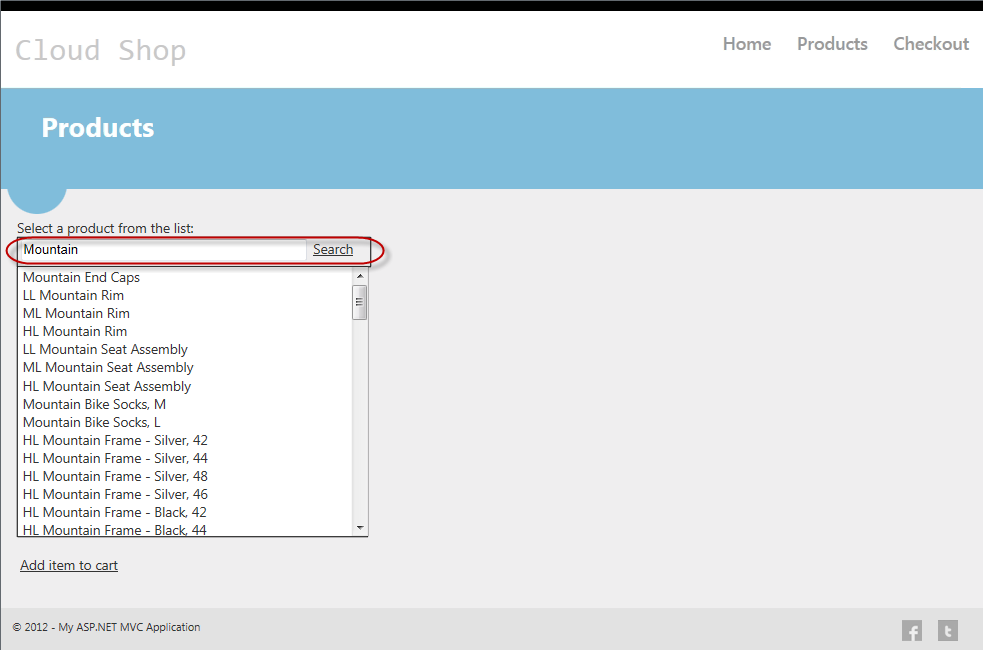 Cloud Shop
Home Products Checkout
Products
Select a product from the list:
Mountain Search
Mountain End Caps
LL Mountain Rim
ML Mountain Rim
HL Mountain Rim
LL Mountain Seat Assembly
ML Mountain Seat Assembly
HL Mountain Seat Assembly
Mountain Bike Socks, M
Mountain Bike Socks, L
HL Mountain Frame - Silver, 42
HL Mountain Frame - Silver, 44
HL Mountain Frame - Silver, 48
HL Mountain Frame - Silver, 46
HL Mountain Frame - Black, 42
HL Mountain Frame - Black, 44
Add item to cart
© 2012 - My ASP.NET MVC Application